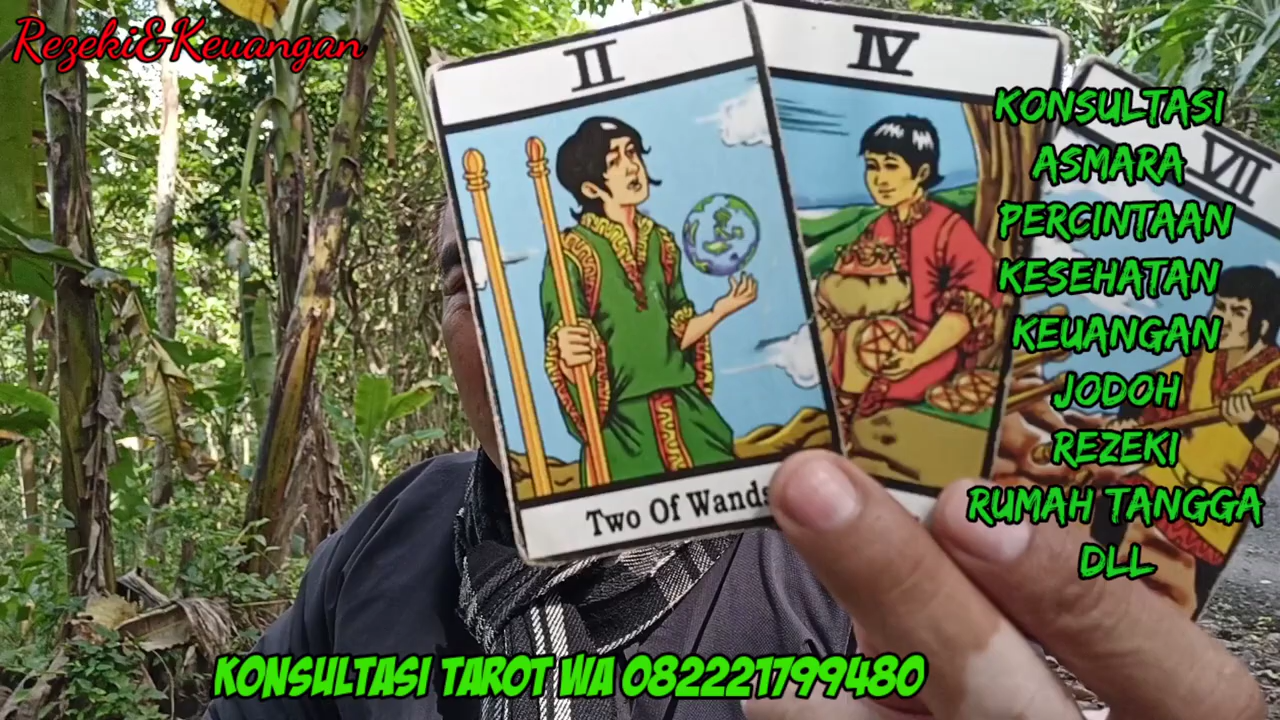 Rezeki&Keuangan
II
IV
VII
Two Of Wands
KONSULTASI
ASMARA
PERCINTAAN
KESEHATAN
KEUANGAN
JODOH
REZEKI
RUMAH TANGGA
DLL
KONSULTASI TAROT WA 082221799480